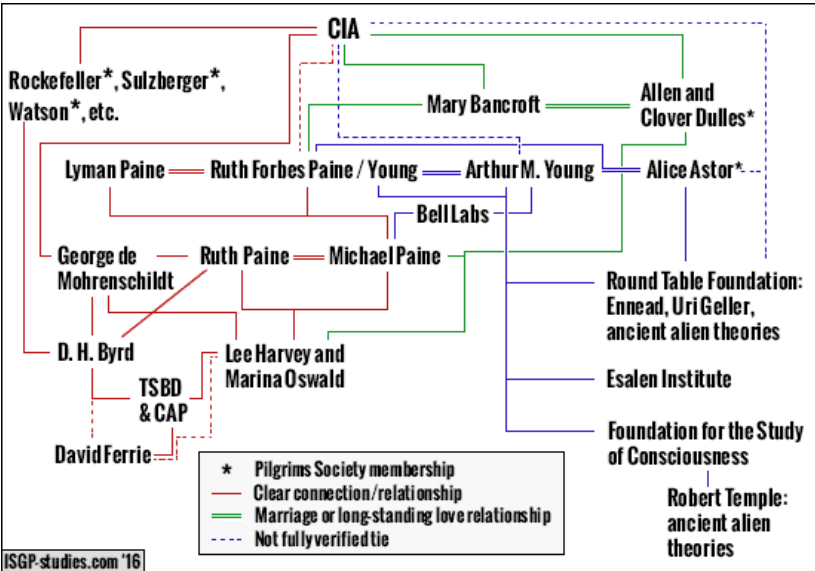 CIA
Rockefeller*, Sulzberger*,
Watson*, etc.
Mary Bancroft
Allen and
Clover Dulles*
Lyman Paine
Ruth Forbes Paine / Young
Arthur M. Young
Alice Astor*
Bell Labs
George de
Mohrenschildt
Ruth Paine
Michael Paine
Round Table Foundation:
Ennead, Uri Geller,
ancient alien theories
D. H. Byrd
Lee Harvey and
Marina Oswald
TSBD
& CAP
Esalen Institute
David Ferrie
Foundation for the Study
of Consciousness
Robert Temple:
ancient alien
theories
* Pilgrims Society membership
Clear connection/relationship
Marriage or long-standing love relationship
Not fully verified tie
ISGP-studies.com '16